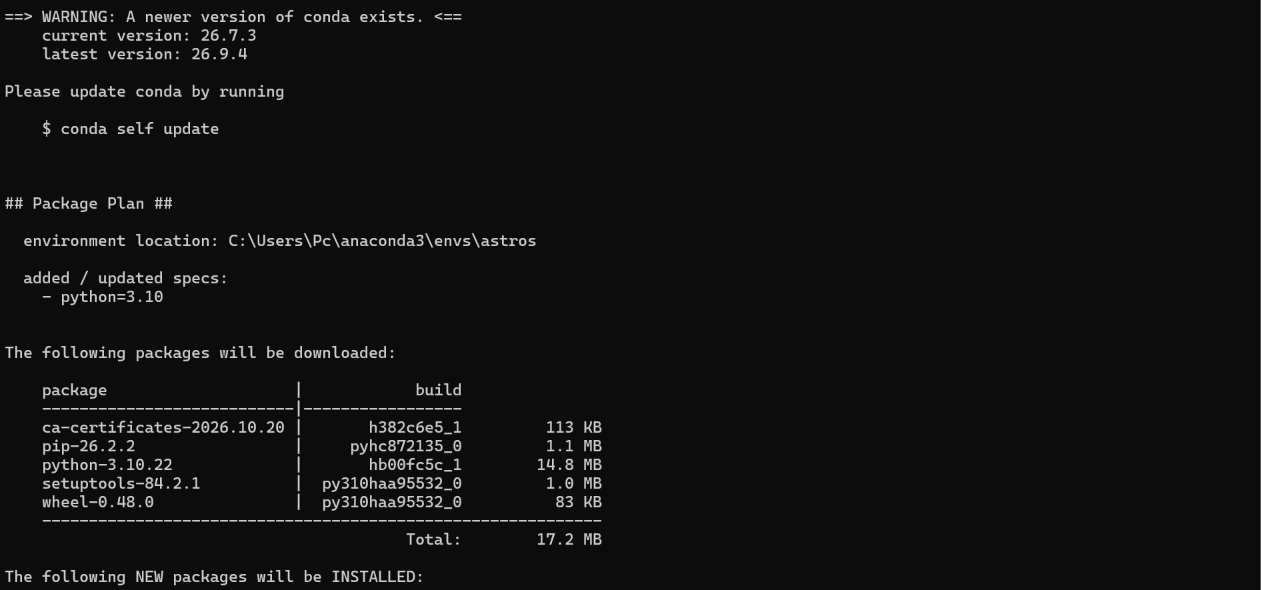 ==> WARNING: A newer version of conda exists. <==
    current version: 26.7.3
    latest version: 26.9.4
Please update conda by running
    $ conda self update
## Package Plan ##
  environment location: C:\Users\Pc\anaconda3\envs\astros
  added / updated specs:
    - python=3.10
The following packages will be downloaded:
    package                    |            build
    ---------------------------|-----------------
    ca-certificates-2026.10.20 |       h382c6e5_1         113 KB
    pip-26.2.2                 |     pyhc872135_0         1.1 MB
    python-3.10.22             |       hb00fc5c_1        14.8 MB
    setuptools-84.2.1          |  py310haa95532_0         1.0 MB
    wheel-0.48.0               |  py310haa95532_0          83 KB
    ------------------------------------------------------------
                                           Total:        17.2 MB
The following NEW packages will be INSTALLED: